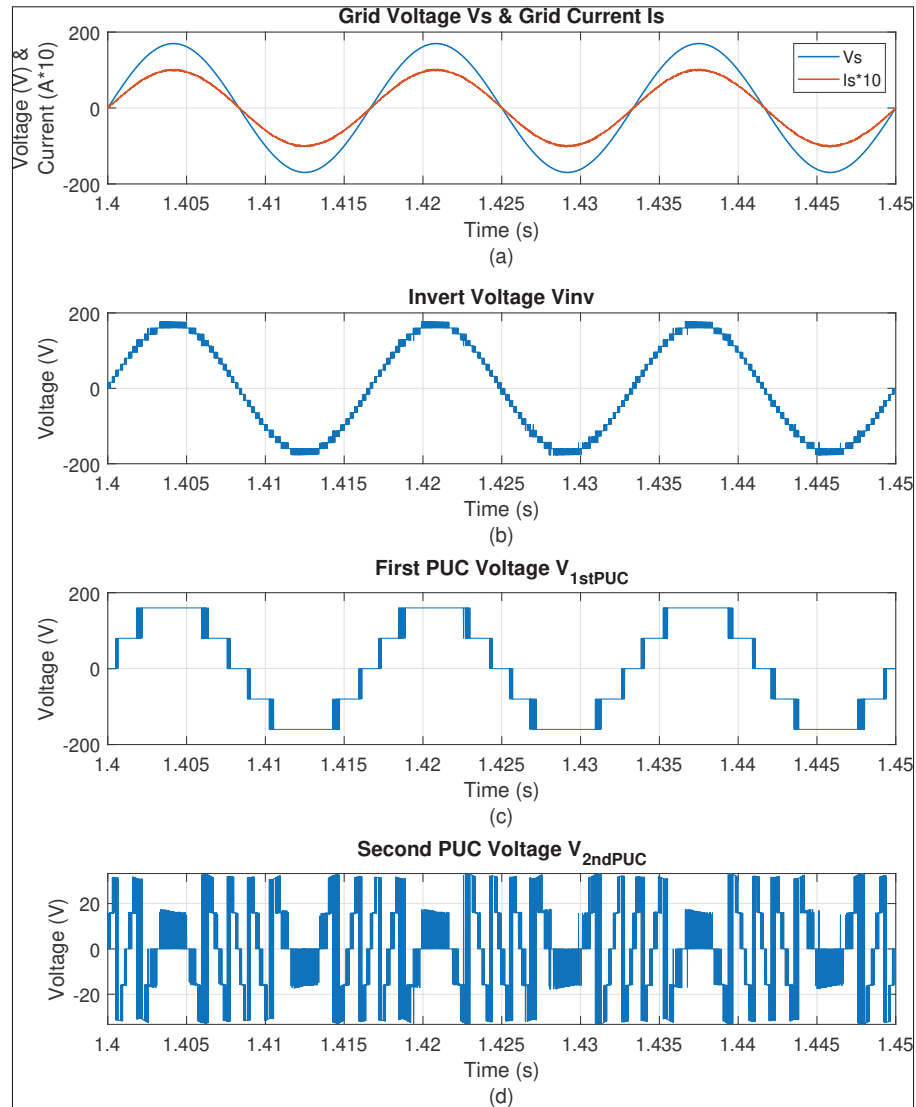 Grid Voltage Vs & Grid Current Is
Voltage (V) &
Current (A*10)
200
0
-200
Vs
Is*10
1.4 1.405 1.41 1.415 1.42 1.425 1.43 1.435 1.44 1.445 1.45
Time (s)
(a)
Invert Voltage Vinv
Voltage (V)
200
0
-200
1.4 1.405 1.41 1.415 1.42 1.425 1.43 1.435 1.44 1.445 1.45
Time (s)
(b)
First PUC Voltage V_1stPUC
Voltage (V)
200
0
-200
1.4 1.405 1.41 1.415 1.42 1.425 1.43 1.435 1.44 1.445 1.45
Time (s)
(c)
Second PUC Voltage V_2ndPUC
Voltage (V)
20
0
-20
1.4 1.405 1.41 1.415 1.42 1.425 1.43 1.435 1.44 1.445 1.45
Time (s)
(d)